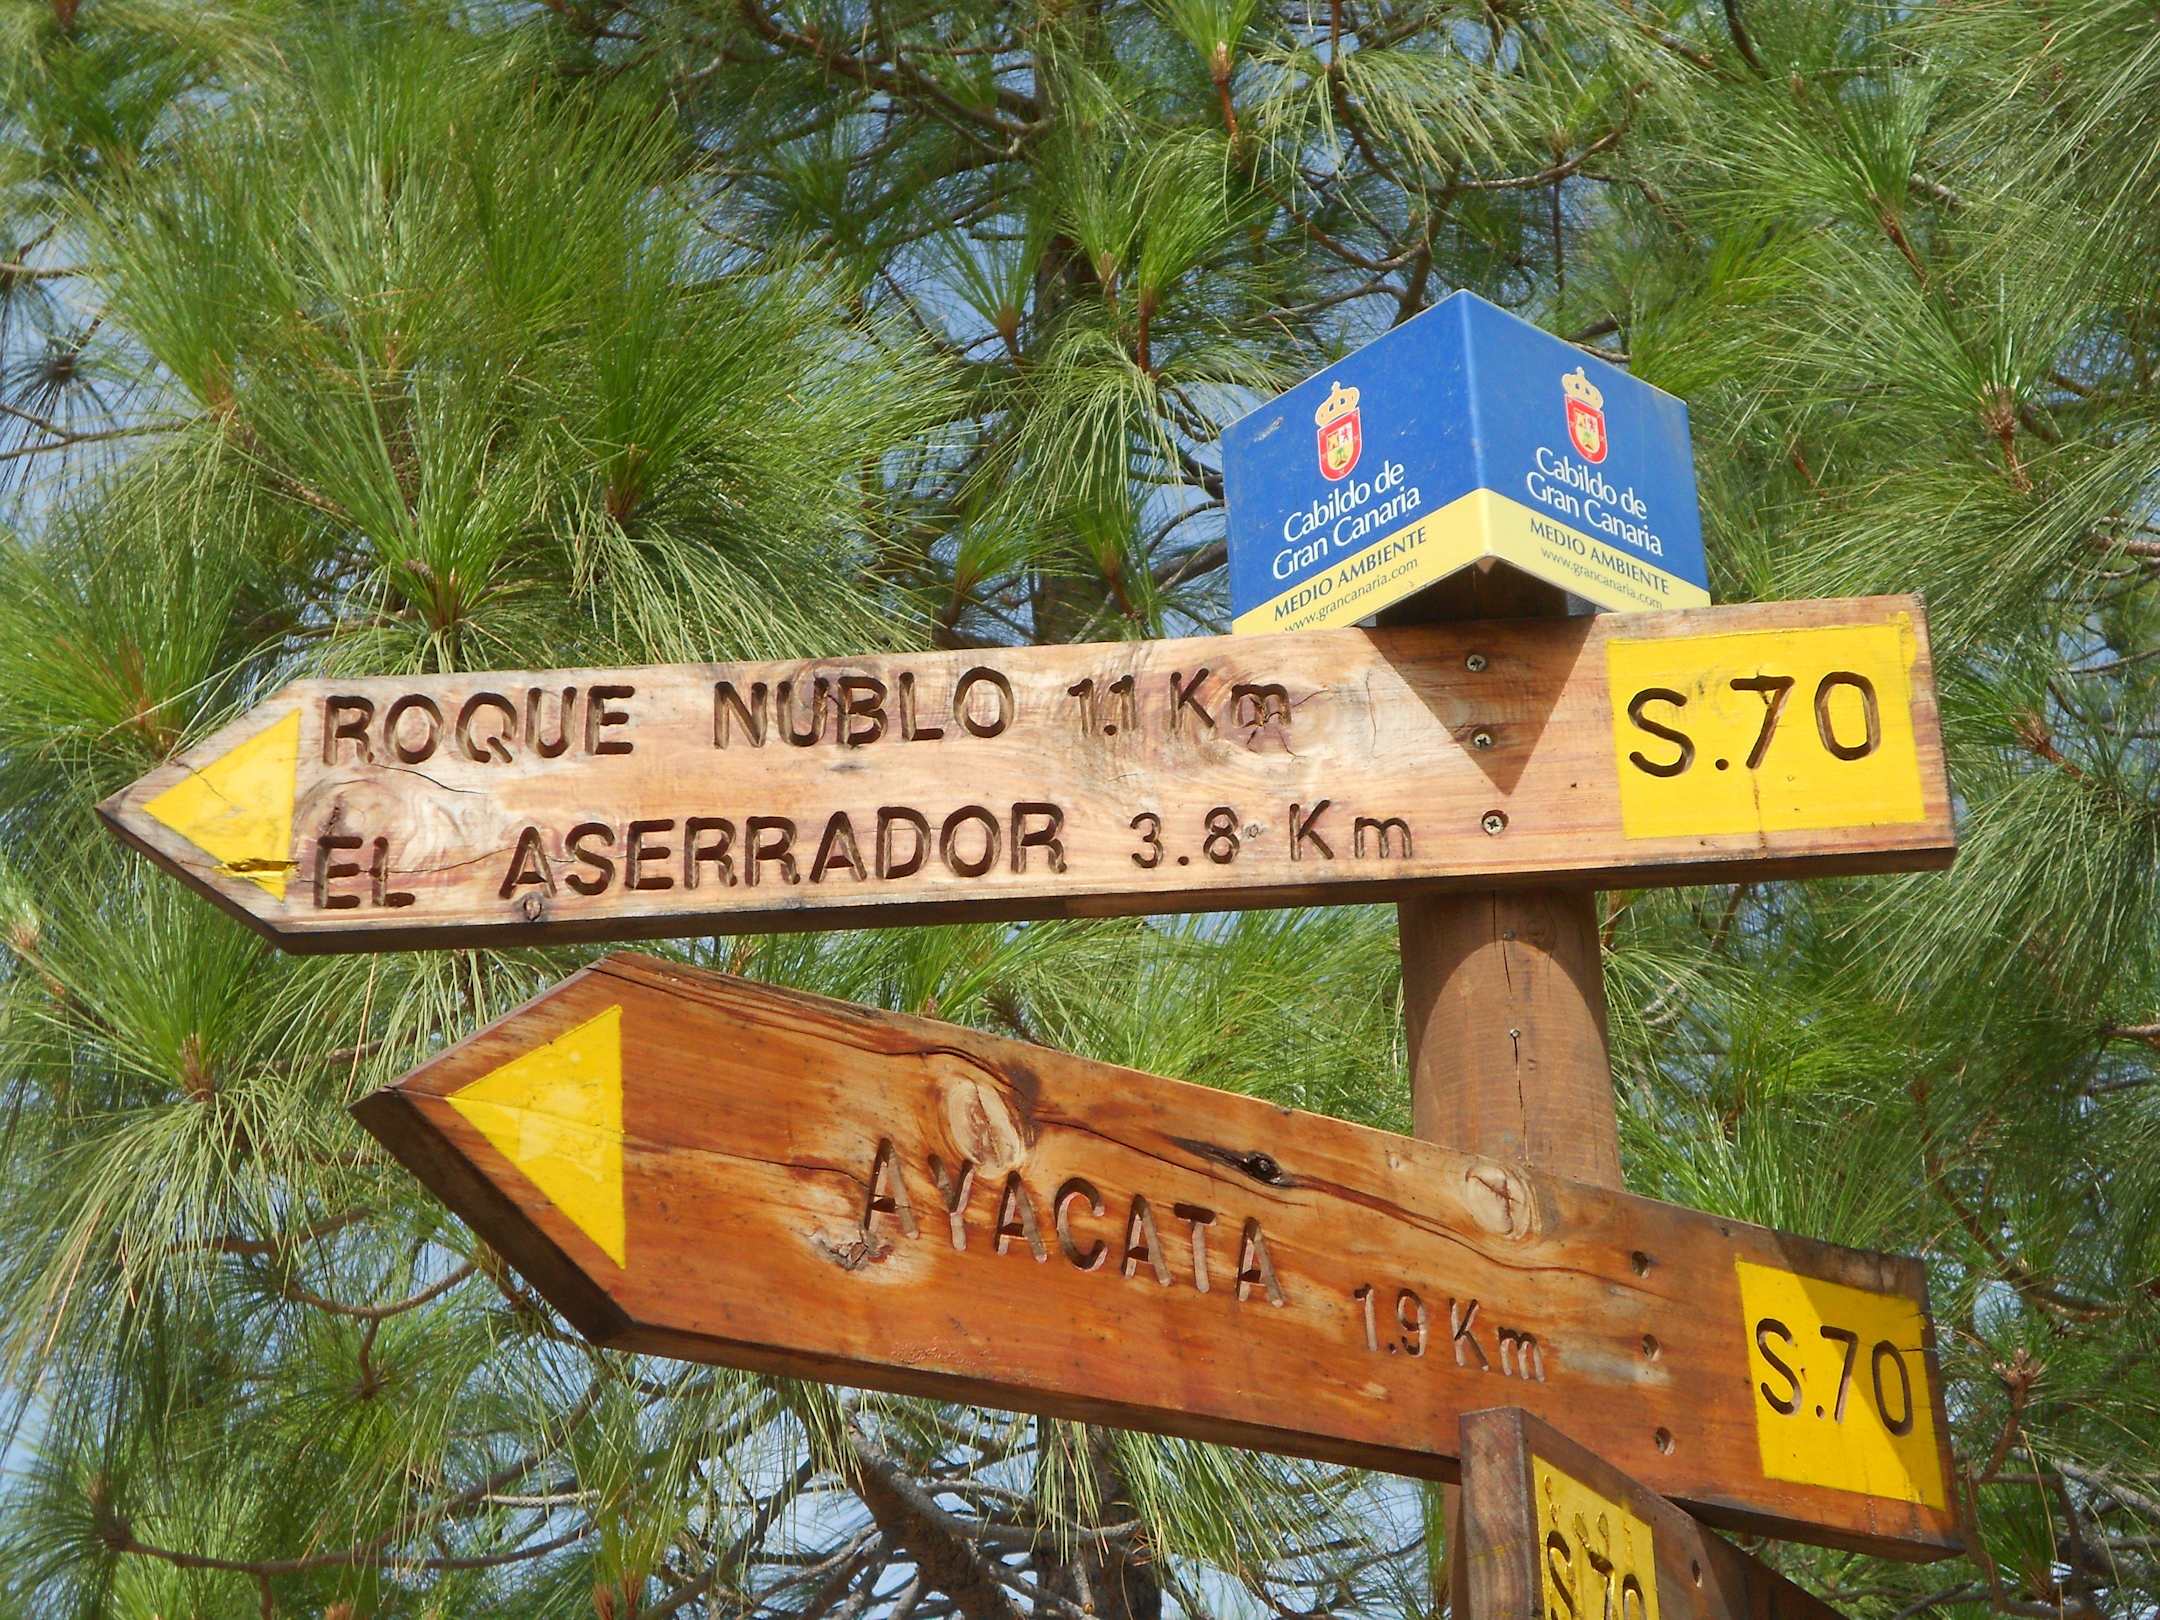 Cabildo de
Gran Canaria
MEDIO AMBIENTE
www.grancanaria.com
Cabildo de
Gran Canaria
MEDIO AMBIENTE
www.grancanaria.com
ROQUE NUBLO 1.1 Km
EL ASERRADOR 3.8 Km
S.70
AYACATA 1.9 Km
S.70
S.70